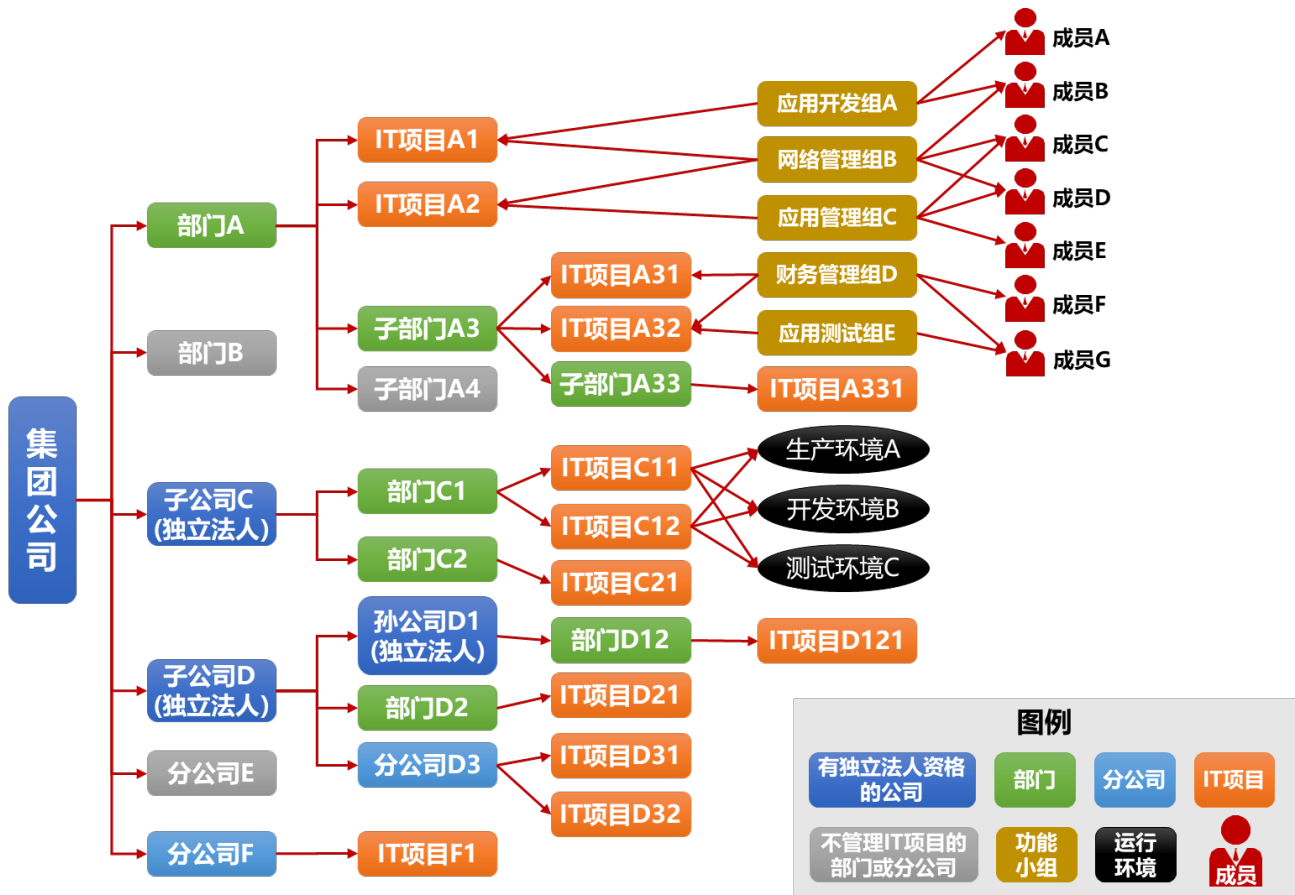 集团公司
部门A
部门B
子公司C
(独立法人)
子公司D
(独立法人)
分公司E
分公司F
IT项目A1
IT项目A2
子部门A3
子部门A4
部门C1
部门C2
孙公司D1
(独立法人)
部门D2
分公司D3
IT项目F1
IT项目A31
IT项目A32
子部门A33
IT项目C11
IT项目C12
IT项目C21
部门D12
IT项目D21
IT项目D31
IT项目D32
应用开发组A
网络管理组B
应用管理组C
财务管理组D
应用测试组E
IT项目A331
生产环境A
开发环境B
测试环境C
IT项目D121
成员A
成员B
成员C
成员D
成员E
成员F
成员G
图例
有独立法人资格
的公司
部门
分公司
IT项目
不管理IT项目的
部门或分公司
功能
小组
运行
环境
成员